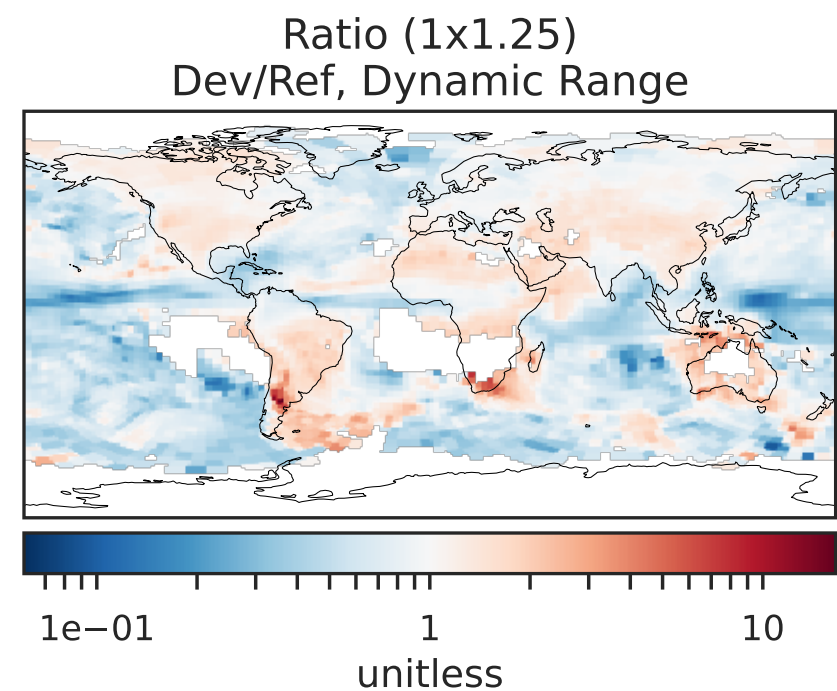 Ratio (1x1.25)
Dev/Ref, Dynamic Range
1e−01 1 10
unitless